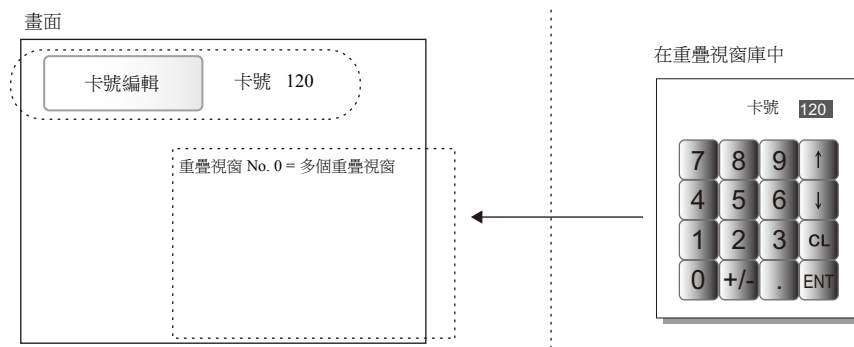 畫面
卡號編輯 卡號 120
重疊視窗 No. 0 = 多個重疊視窗
在重疊視窗庫中
卡號 120
7 8 9 ↑
4 5 6 ↓
1 2 3 CL
0 +/- . ENT